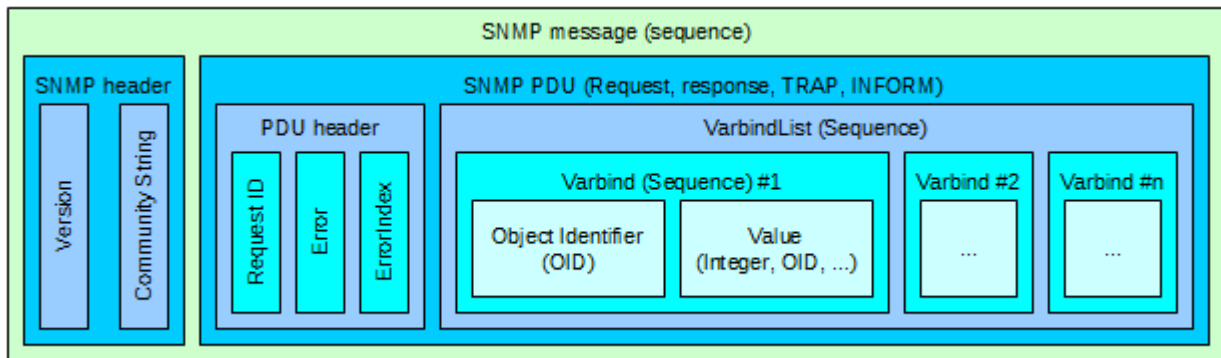 SNMP message (sequence)
SNMP header
Version
Community String
SNMP PDU (Request, response, TRAP, INFORM)
PDU header
Request ID
Error
ErrorIndex
VarbindList (Sequence)
Varbind (Sequence) #1
Object Identifier
(OID)
Value
(Integer, OID, ...)
Varbind #2
...
Varbind #n
...